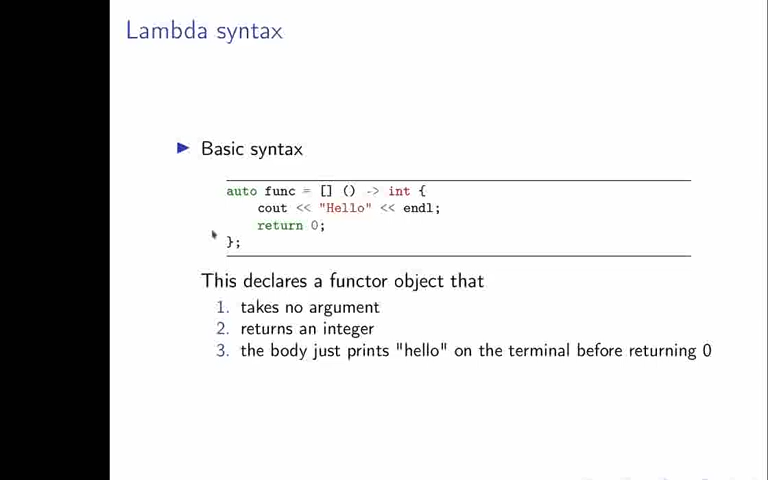 Lambda syntax
Basic syntax
auto func = [] () -> int {
cout << "Hello" << endl;
return 0;
};
This declares a functor object that
1. takes no argument
2. returns an integer
3. the body just prints "hello" on the terminal before returning 0